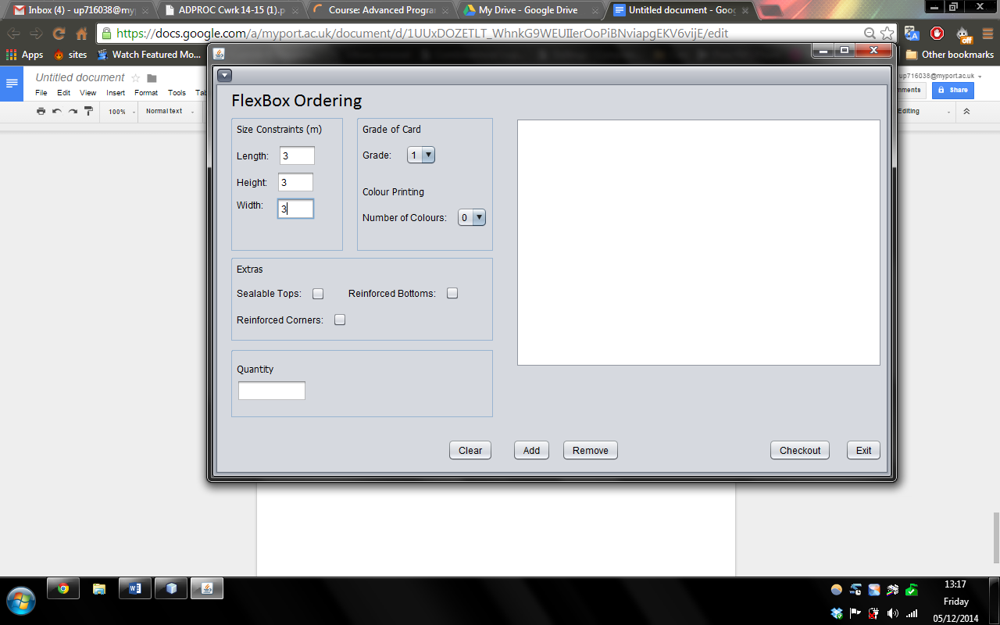 Inbox (4) - up716038@my
ADPROC Cwrk 14-15 (1).p
Course: Advanced Progra
My Drive - Google Drive
Untitled document - Goo
https://docs.google.com/a/myport.ac.uk/document/d/1UUxDOZETLT_WhnkG9WEUIIerOoPiBNviapgEKV6vijE/edit
off
Apps
sites
Watch Featured Mo...
Other bookmarks
Untitled document
up716038@myport.ac.uk
File Edit View Insert Format Tools Tab
mments
Share
100%
Normal text
Editing
FlexBox Ordering
Size Constraints (m)
Length: 3
Height: 3
Width: 3
Grade of Card
Grade: 1
Colour Printing
Number of Colours: 0
Extras
Sealable Tops:
Reinforced Bottoms:
Reinforced Corners:
Quantity
Clear
Add
Remove
Checkout
Exit
13:17
Friday
05/12/2014